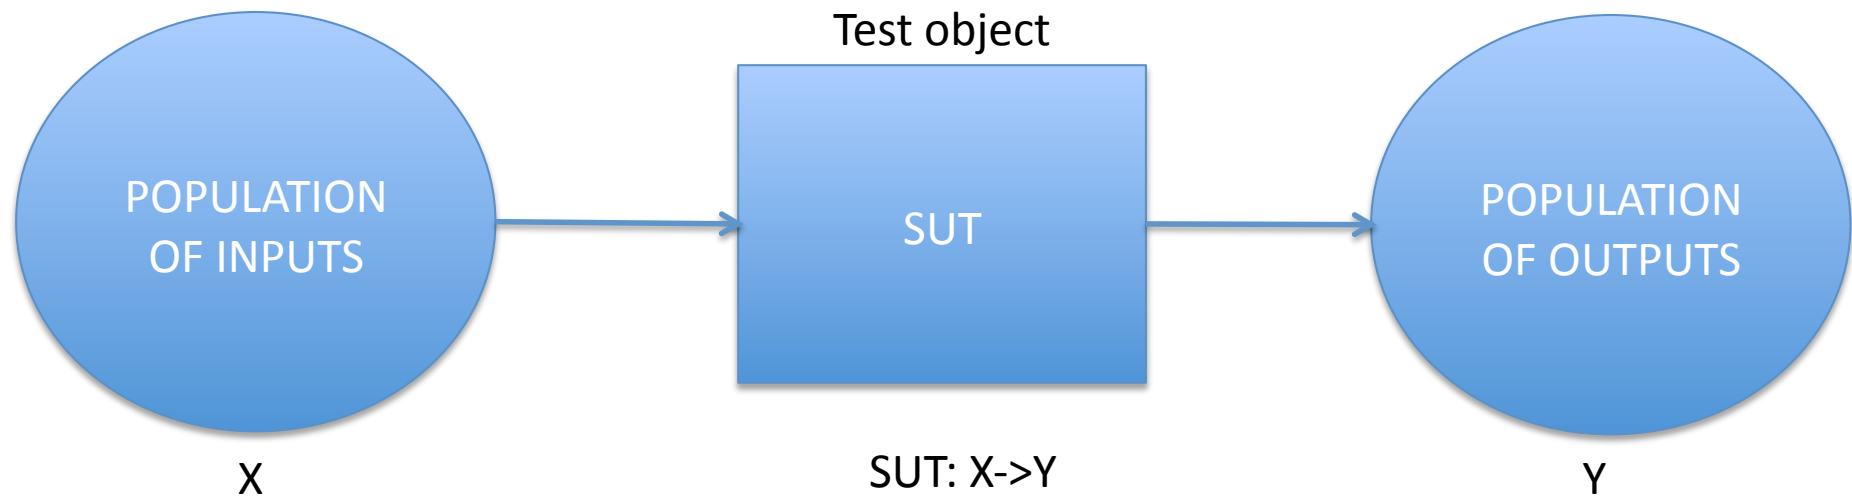 Test object
POPULATION
OF INPUTS
SUT
POPULATION
OF OUTPUTS
X
SUT: X->Y
Y